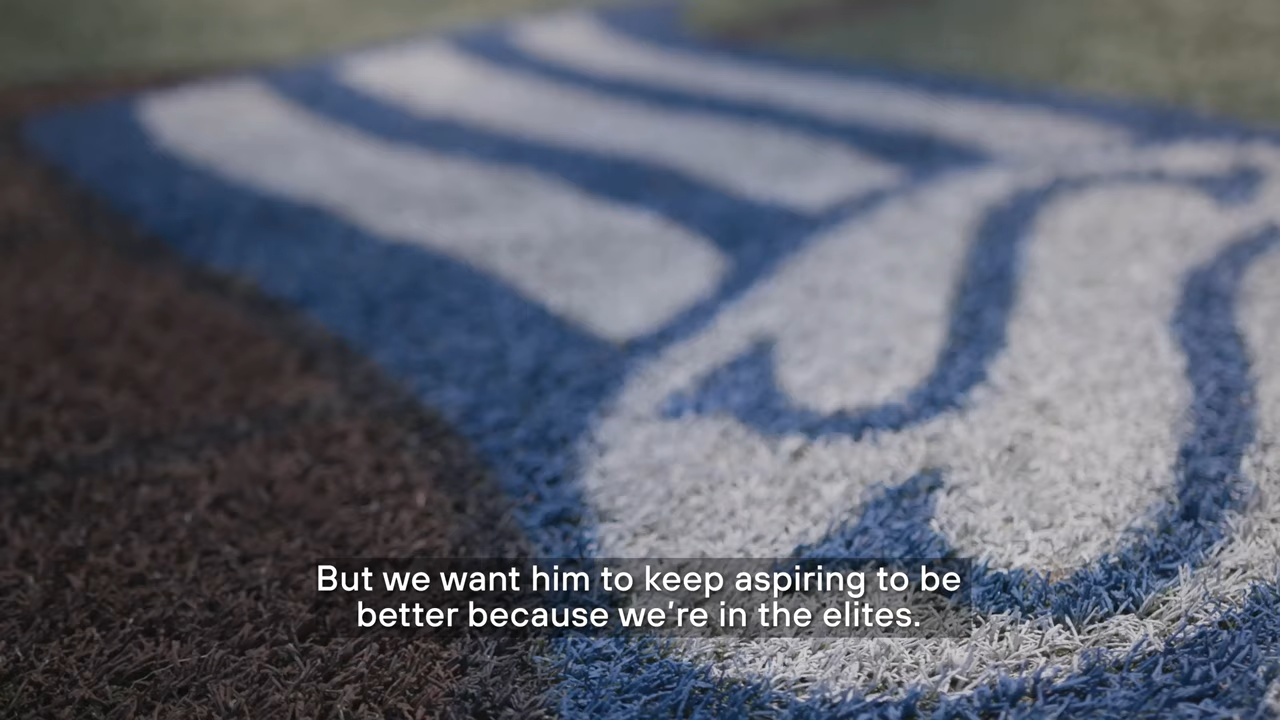 But we want him to keep aspiring to be
better because we're in the elites.